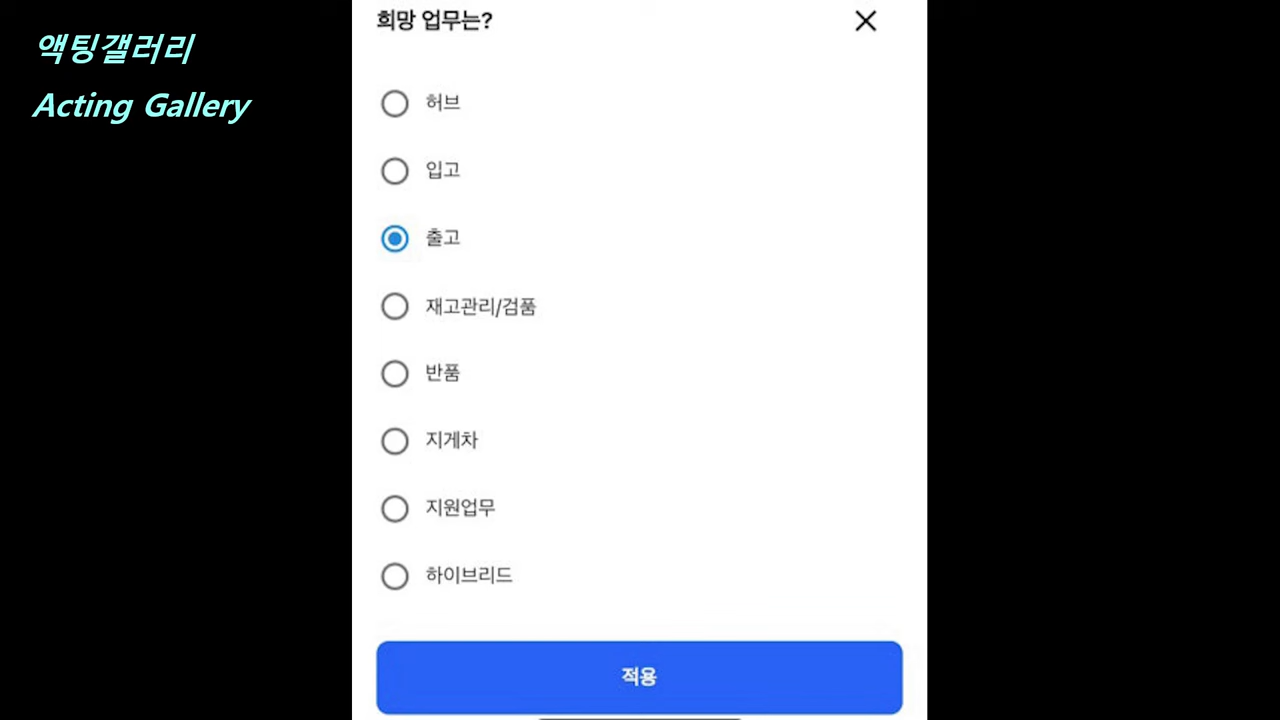 액팅갤러리
Acting Gallery
희망 업무는?
허브
입고
출고
재고관리/검품
반품
지게차
지원업무
하이브리드
적용